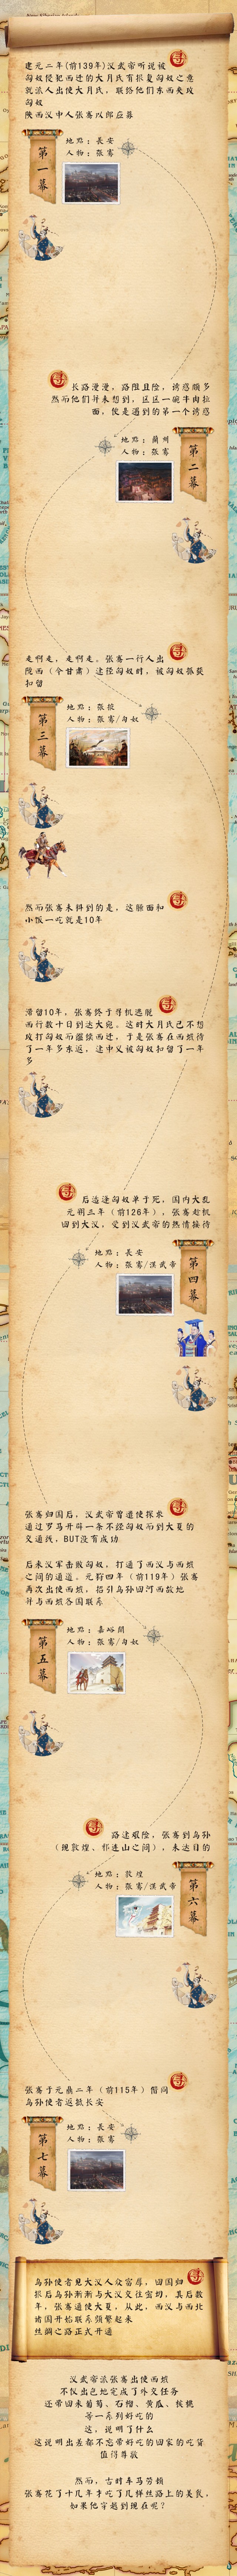 建元二年(前139年)汉武帝听说被
匈奴侵犯西迁的大月氏有报复匈奴之意
就派人出使大月氏，联络他们东西夹攻
匈奴
陕西汉中人张骞以郎应募
第一幕
地點：長安
人物：张骞
长路漫漫，路阻且险，诱惑颇多
然而他们并未想到，区区一碗牛肉拉
面，便是遇到的第一个诱惑
第二幕
地點：蘭州
人物：张骞
走啊走，走啊走。张骞一行人出
陇西（今甘肃）途径匈奴时，被匈奴抓获
扣留
第三幕
地點：张掖
人物：张骞/匈奴
然而张骞未料到的是，这臊面和
小饭一吃就是10年
滞留10年，张骞终于寻机逃脱
西行数十日到达大宛。这时大月氏已不想
攻打匈奴而继续西迁，于是张骞在西域待
了一年多东返，途中又被匈奴扣留了一年
多
后适逢匈奴单于死，国内大乱
元朔三年（前126年），张骞趁机
回到大汉，受到汉武帝的热情接待
第四幕
地點：長安
人物：张骞/漢武帝
张骞归国后，汉武帝曾遣使探求
通过罗马开辟一条不经匈奴而到大夏的
交通线，BUT没有成功
后来汉军击败匈奴，打通了西汉与西域
之间的通道。元狩四年（前119年）张骞
再次出使西域，招引乌孙回河西故地
并与西域各国联系
第五幕
地點：嘉峪關
人物：张骞/匈奴
路途艰险，张骞到乌孙
（现敦煌、祁连山之间），未达目的
第六幕
地點：敦煌
人物：张骞/漢武帝
张骞于元鼎二年（前115年）偕同
乌孙使者返抵长安
第七幕
地點：長安
人物：张骞
乌孙使者见大汉人众富厚，回国归
报后乌孙渐渐与大汉交往密切，其后数
年，张骞通使大夏，从此，西汉与西北
诸国开始联系频繁起来
丝绸之路正式开通
汉武帝派张骞出使西域
不仅出色地完成了外交任务
还带回来葡萄、石榴、黄瓜、核桃
等一系列好吃的
这，说明了什么
这说明出差都不忘带好吃的回家的吃货
值得尊敬
然而，古时车马劳顿
张骞花了十几年才吃了几样丝路上的美食，
如果他穿越到现在呢？